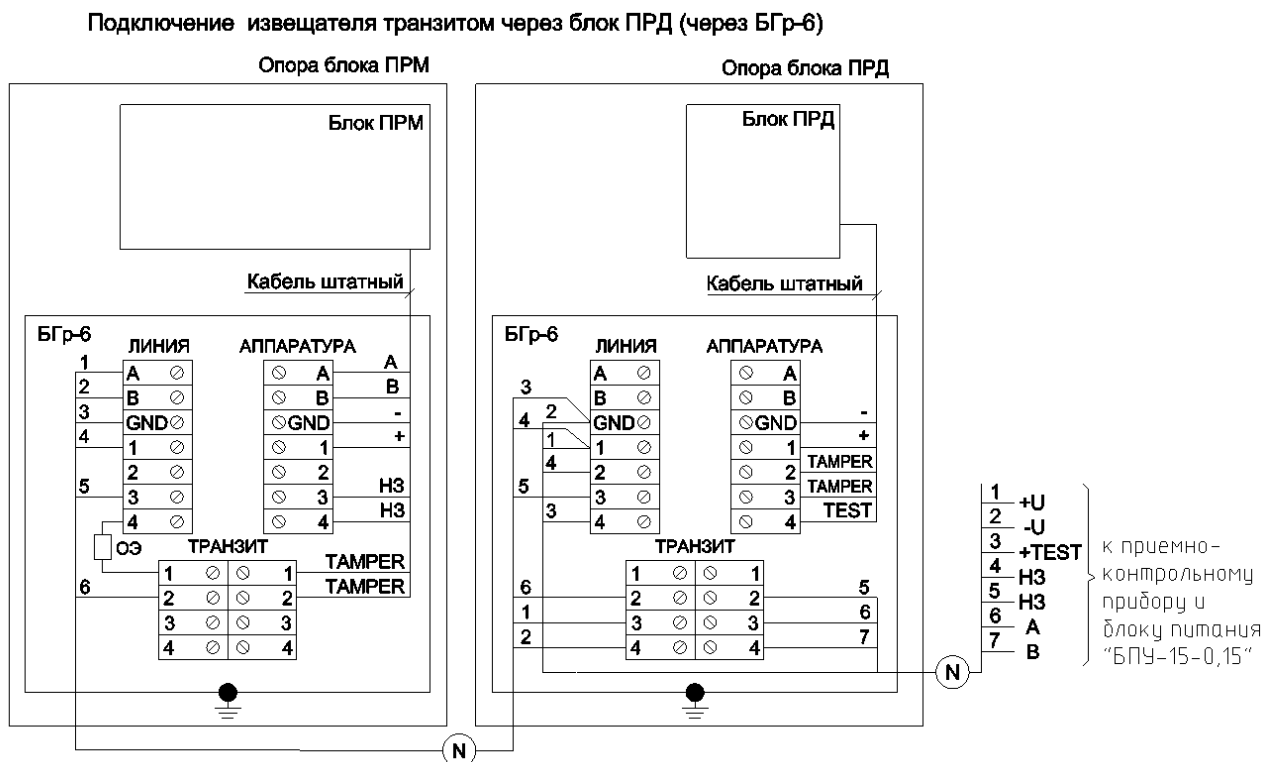 Подключение извещателя транзитом через блок ПРД (через БГр-6)
Опора блока ПРМ
Блок ПРМ
Кабель штатный
БГр-6
ЛИНИЯ АППАРАТУРА
1 A A A
2 B B B
3 GND GND -
4 1 1 +
2 2
5 3 3 НЗ
4 4 НЗ
ОЭ
ТРАНЗИТ
1 1 TAMPER
6 2 2 TAMPER
3 3
4 4
Опора блока ПРД
Блок ПРД
Кабель штатный
БГр-6
ЛИНИЯ АППАРАТУРА
A A
3 B B
4 2 GND GND -
1 1 1 +
4 2 2 TAMPER
5 3 3 TAMPER
3 4 4 TEST
ТРАНЗИТ
1 1
6 2 2 5
1 3 3 6
2 4 4 7
N
N
1 +U
2 -U
3 +TEST
4 НЗ
5 НЗ
6 A
7 B
к приемно-
контрольному
прибору и
блоку питания
"БПУ-15-0,15"